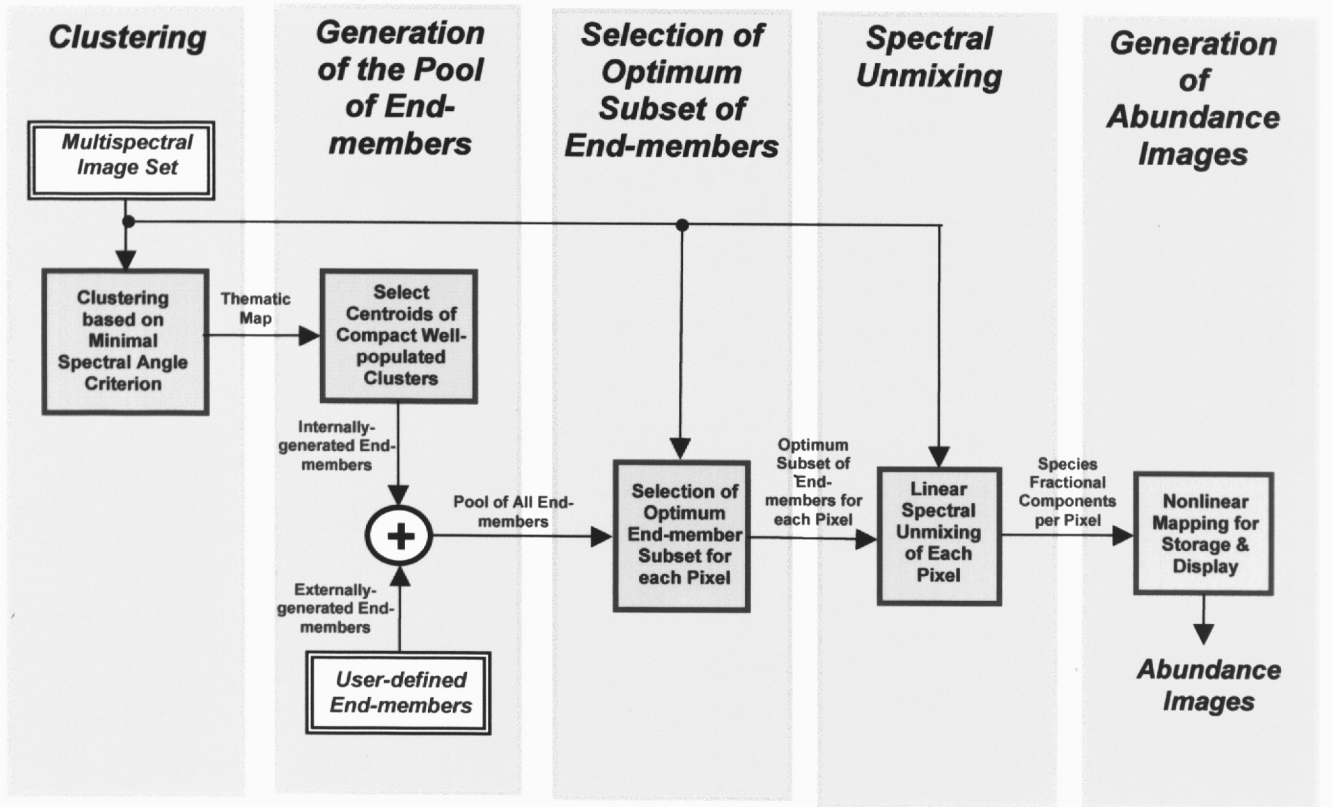 Clustering
Generation
of the Pool
of End-
members
Selection of
Optimum
Subset of
End-members
Spectral
Unmixing
Generation
of
Abundance
Images
Multispectral
Image Set
Clustering
based on
Minimal
Spectral Angle
Criterion
Thematic
Map
Select
Centroids of
Compact Well-
populated
Clusters
Internally-
generated End-
members
+
Pool of All End-
members
Externally-
generated End-
members
User-defined
End-members
Selection of
Optimum
End-member
Subset for
each Pixel
Optimum
Subset of
End-
members for
each Pixel
Linear
Spectral
Unmixing
of Each
Pixel
Species
Fractional
Components
per Pixel
Nonlinear
Mapping for
Storage &
Display
Abundance
Images